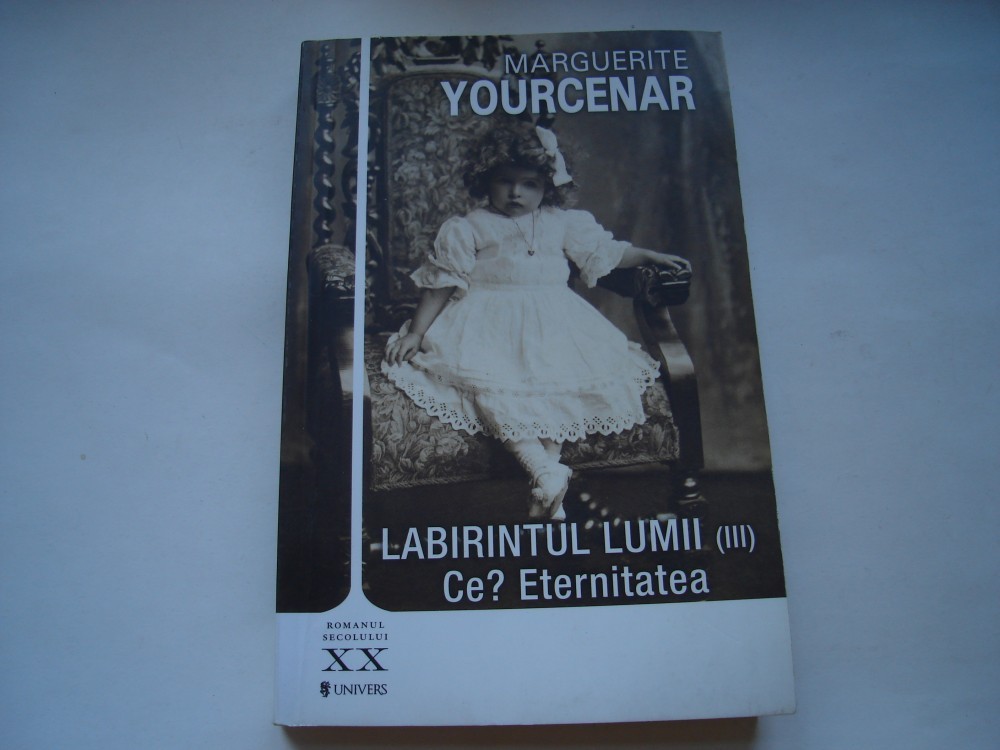 MARGUERITE
YOURCENAR
LABIRINTUL LUMII (III)
Ce? Eternitatea
ROMANUL
SECOLULUI
XX
UNIVERS